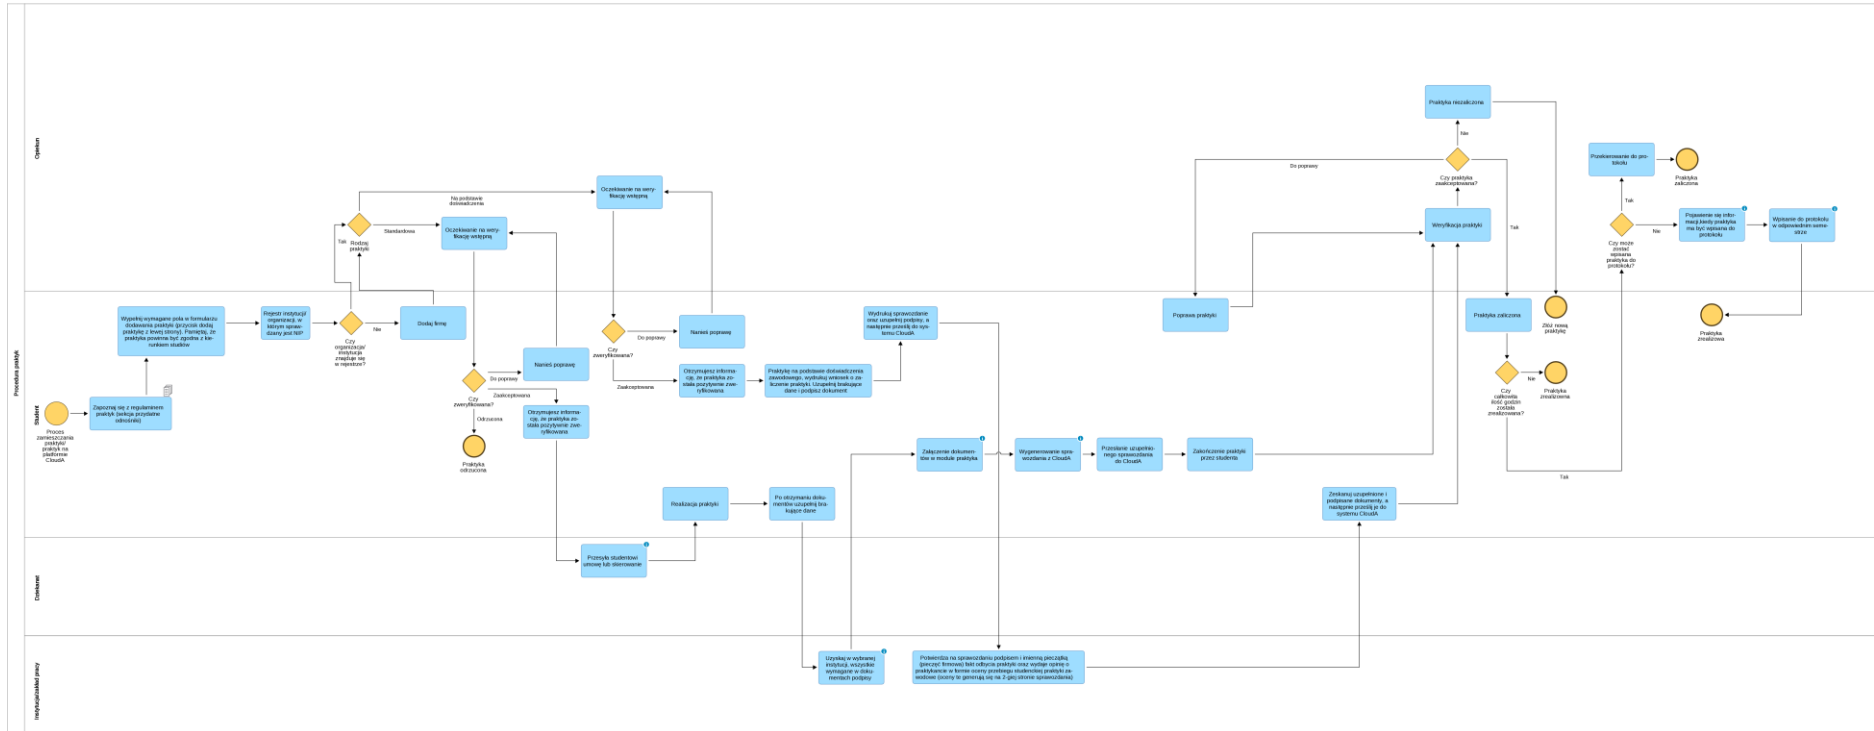 Procedura praktyk
Opiekun
Student
Dziekanat
Instytucja/zakład pracy
Proces
zamieszczania
praktyki/
praktyk na
platformie
CloudA
Zapoznaj się z regulaminem
praktyk (sekcja przydatne
odnośniki)
Wypełnij wymagane pola w formularzu
dodawania praktyki (przycisk dodaj
praktykę z lewej strony). Pamiętaj, że
praktyka powinna być zgodna z kie-
runkiem studiów
Rejestr instytucji/
organizacji, w
którym spraw-
dzany jest NIP
Czy
organizacja/
instytucja
znajduje się
w rejestrze?
Nie
Dodaj firmę
Tak
Rodzaj
praktyki
Na podstawie
doświadczenia
Standardowa
Oczekiwanie na wery-
fikację wstępną
Oczekiwanie na wery-
fikację wstępną
Czy
zweryfikowana?
Do poprawy
Nanieś poprawę
Zaakceptowana
Odrzucona
Praktyka
odrzucona
Otrzymujesz informa-
cję, że praktyka zo-
stała pozytywnie zwe-
ryfikowana
Czy
zweryfikowana?
Do poprawy
Nanieś poprawę
Zaakceptowana
Otrzymujesz informa-
cję, że praktyka zo-
stała pozytywnie zwe-
ryfikowana
Praktykę na podstawie doświadczenia
zawodowego, wydrukuj wniosek o za-
liczenie praktyki. Uzupełnij brakujące
dane i podpisz dokument
Wydrukuj sprawozdanie
oraz uzupełnij podpisy, a
następnie prześlij do sys-
temu CloudA
Przesyła studentowi
umowę lub skierowanie
Realizacja praktyki
Po otrzymaniu doku-
mentów uzupełnij bra-
kujące dane
Uzyskaj w wybranej
instytucji, wszystkie
wymagane w doku-
mentach podpisy
Załączenie dokumen-
tów w module praktyka
Wygenerowanie spra-
wozdania z CloudA
Przesłanie uzupełnio-
nego sprawozdania
do CloudA
Zakończenie praktyki
przez studenta
Potwierdza na sprawozdaniu podpisem i imienną pieczątką
(pieczęć firmowa) fakt odbycia praktyki oraz wydaje opinię o
praktykancie w formie oceny przebiegu studenckiej praktyki za-
wodowe (oceny te generują się na 2-giej stronie sprawozdania)
Zeskanuj uzupełnione i
podpisane dokumenty, a
następnie prześlij je do
systemu CloudA
Poprawa praktyki
Do poprawy
Weryfikacja praktyki
Czy praktyka
zaakceptowana?
Nie
Praktyka niezaliczona
Tak
Złóż nową
praktykę
Praktyka zaliczona
Czy
całkowita
ilość godzin
została
zrealizowana?
Nie
Praktyka
zrealizowana
Tak
Czy może
zostać
wpisana
praktyka do
protokołu?
Tak
Przekierowanie do pro-
tokołu
Praktyka
zaliczona
Nie
Pojawienie się infor-
macji,kiedy praktyka
ma być wpisana do
protokołu
Wpisanie do protokołu
w odpowiednim seme-
strze
Praktyka
zrealizowa